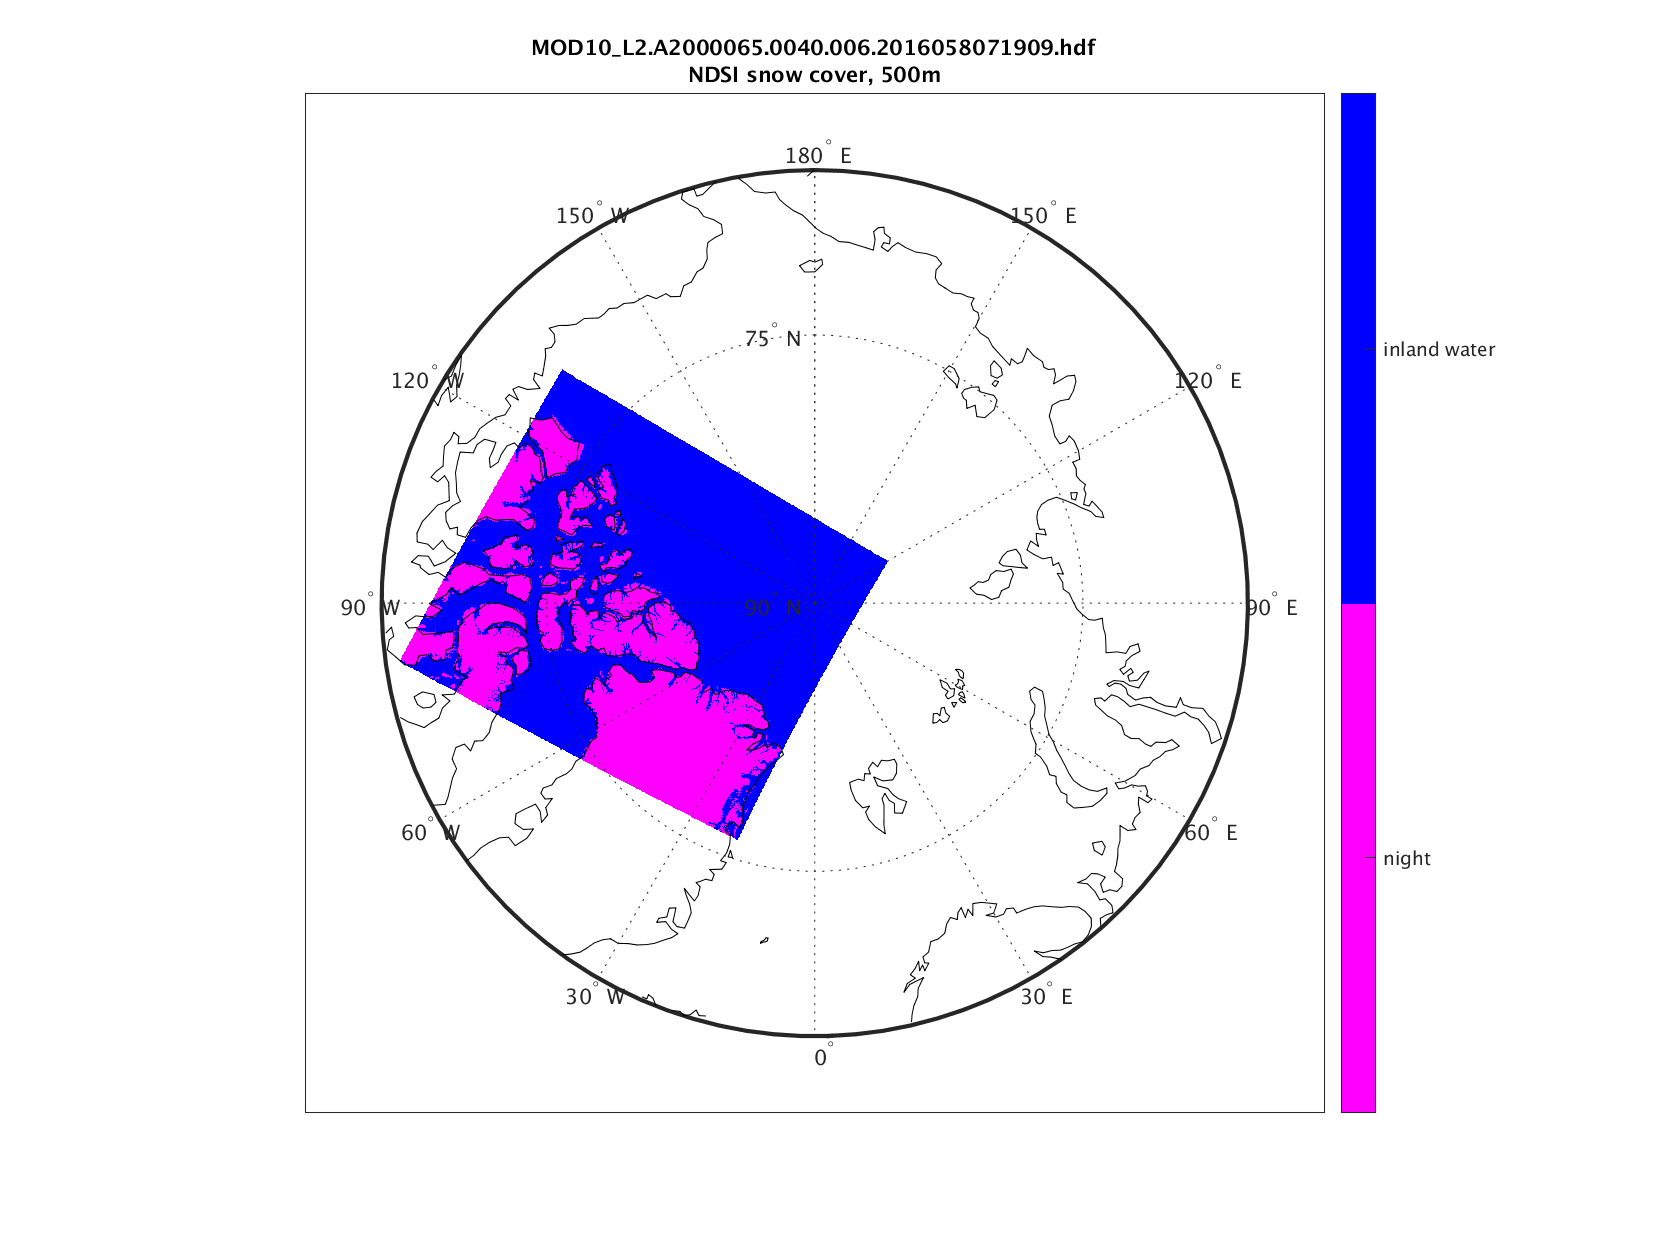 MOD10_L2.A2000065.0040.006.2016058071909.hdf
NDSI snow cover, 500m
180° E
150° W
150° E
75° N
120° W
120° E
inland water
90° W
90° N
90° E
60° W
60° E
night
30° W
30° E
0°